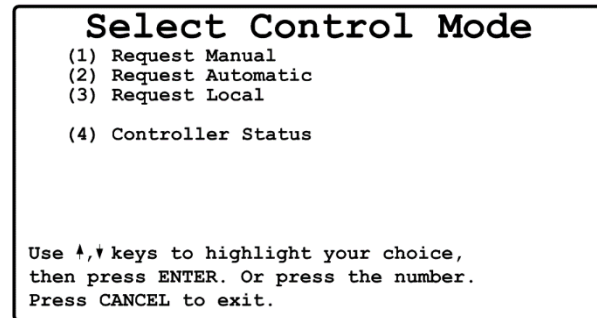 Select Control Mode
(1) Request Manual
(2) Request Automatic
(3) Request Local
(4) Controller Status
Use ↑,↓ keys to highlight your choice,
then press ENTER. Or press the number.
Press CANCEL to exit.